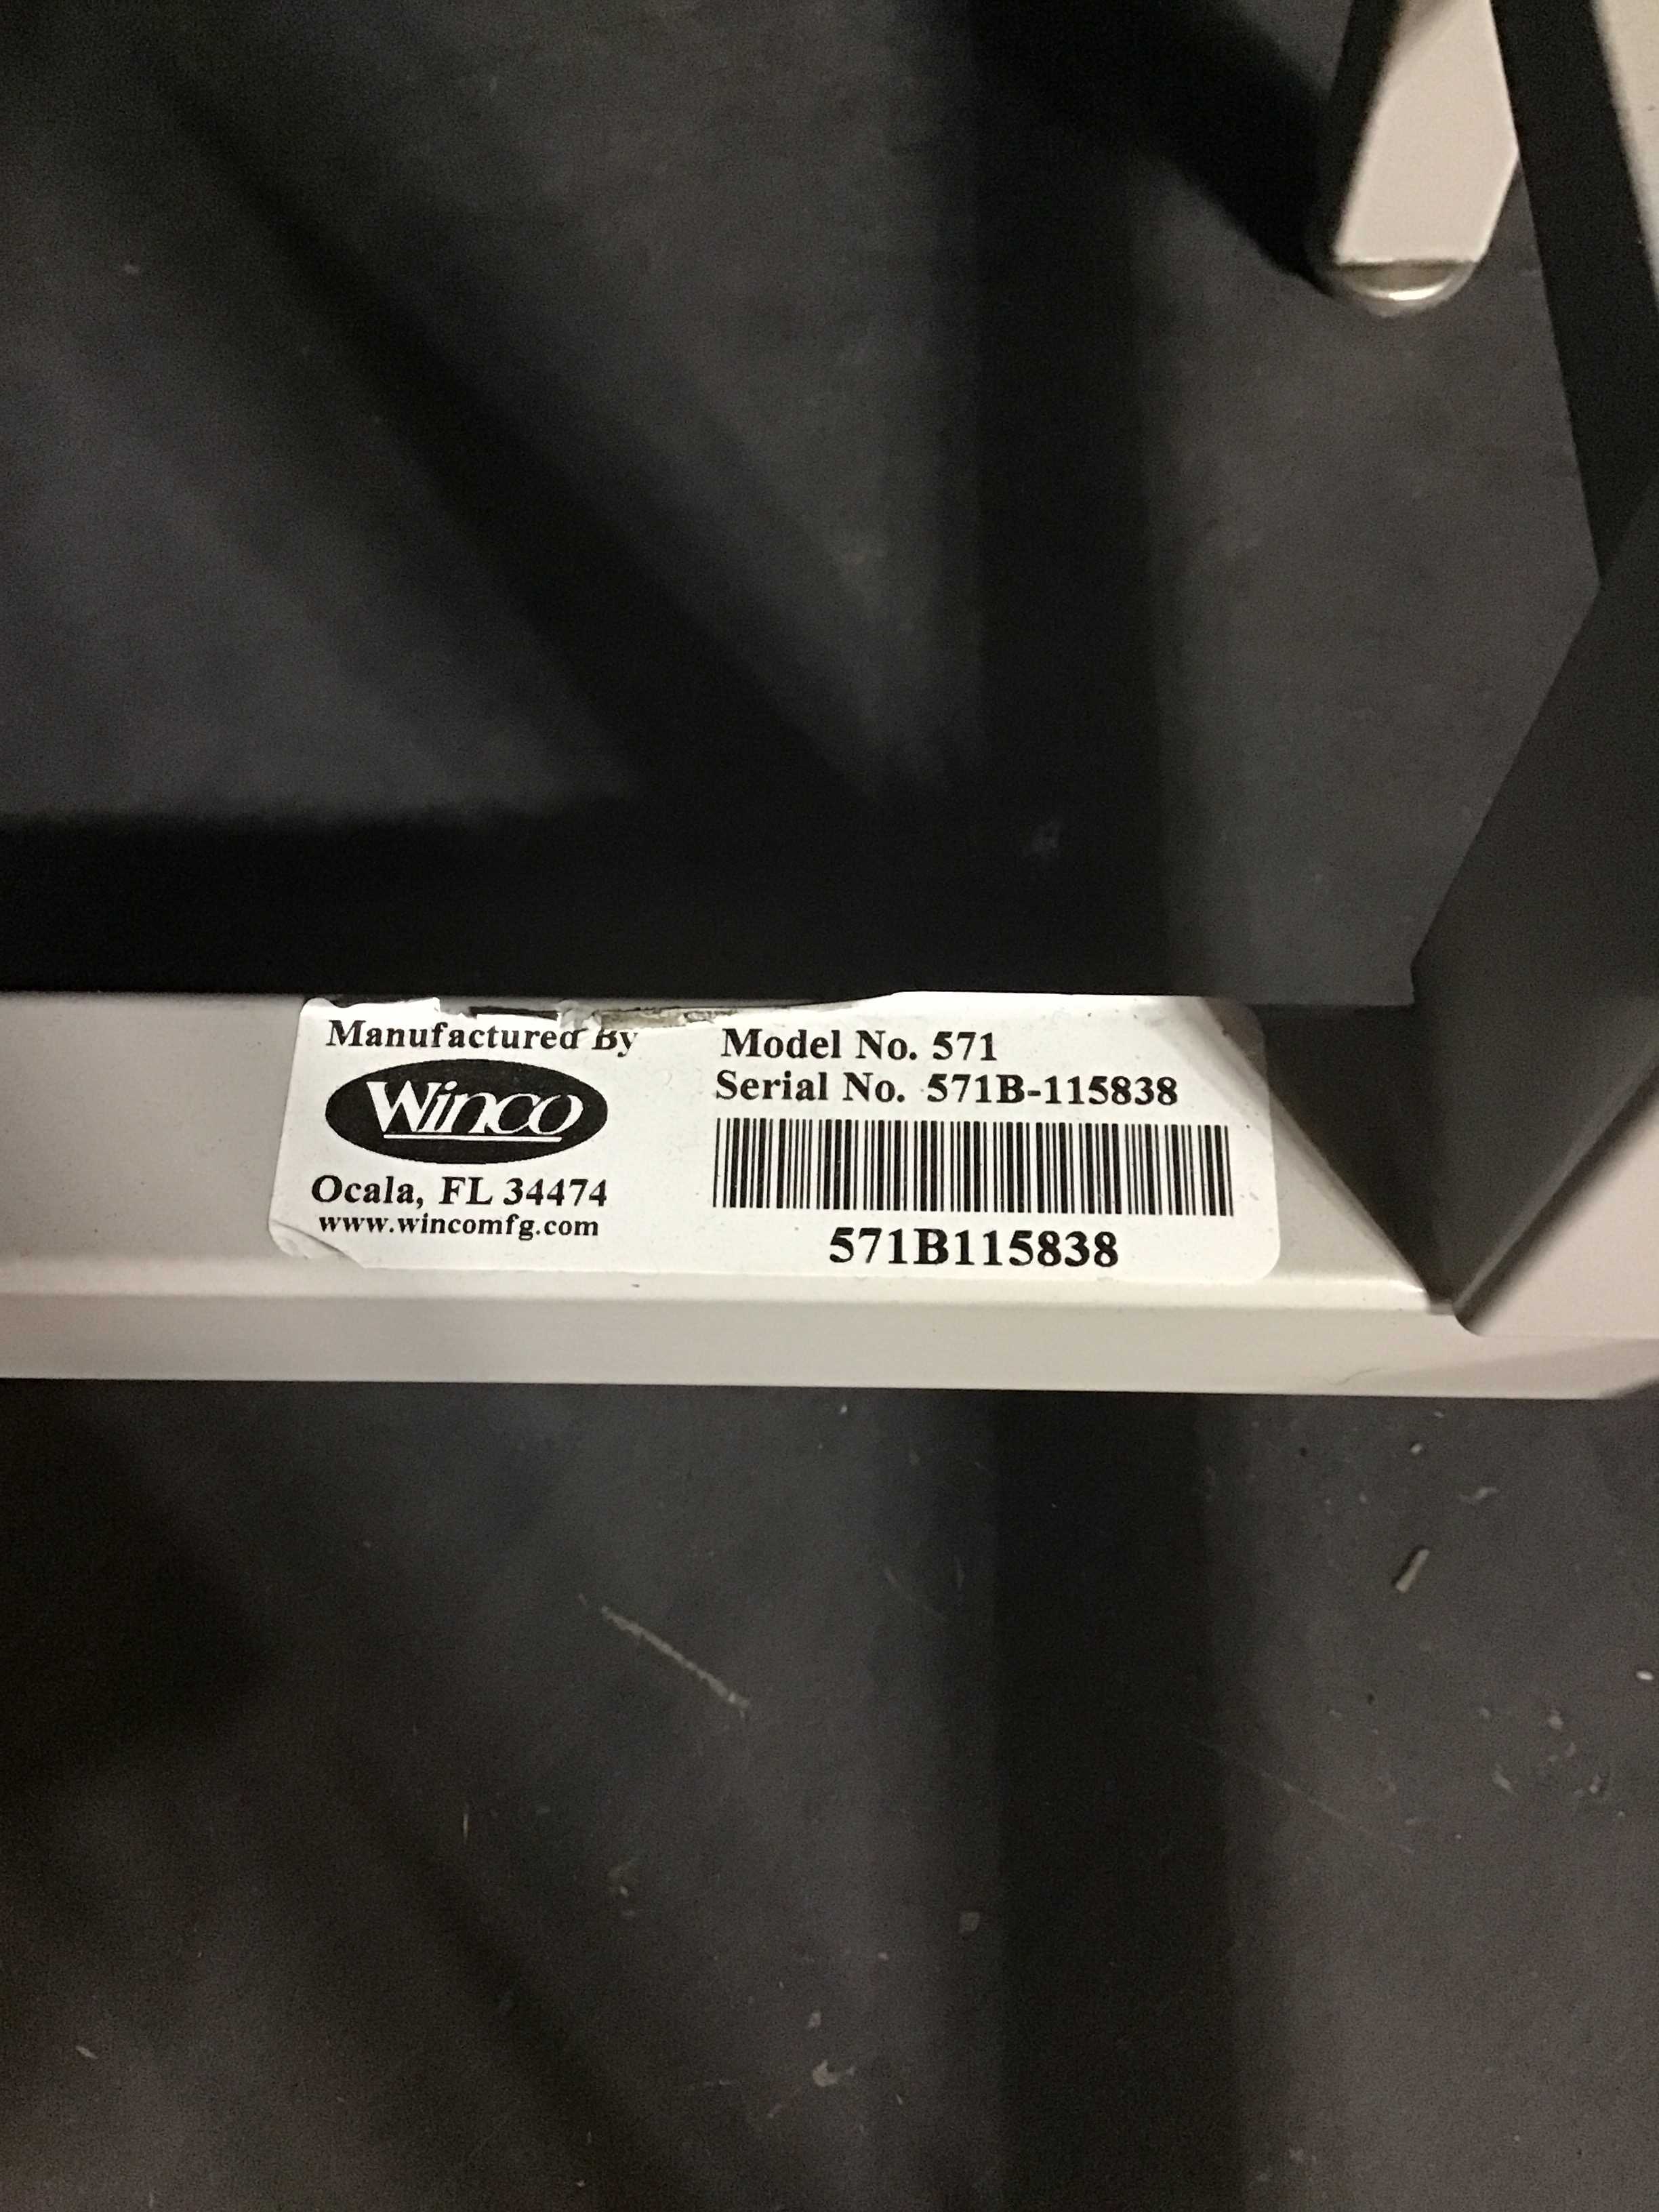 Manufactured By
Winco
Ocala, FL 34474
www.wincomfg.com
Model No. 571
Serial No. 571B-115838
571B115838